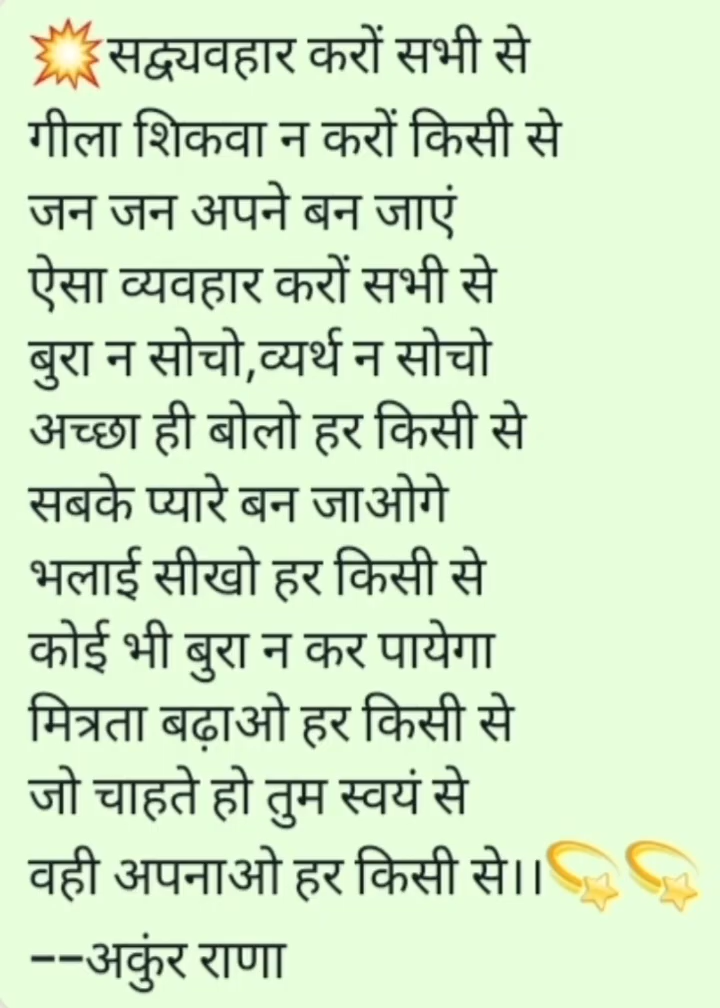 💥सद्व्यवहार करों सभी से
गीला शिकवा न करों किसी से
जन जन अपने बन जाएं
ऐसा व्यवहार करों सभी से
बुरा न सोचो,व्यर्थ न सोचो
अच्छा ही बोलो हर किसी से
सबके प्यारे बन जाओगे
भलाई सीखो हर किसी से
कोई भी बुरा न कर पायेगा
मित्रता बढ़ाओ हर किसी से
जो चाहते हो तुम स्वयं से
वही अपनाओ हर किसी से।।💫💫
--अकुंर राणा